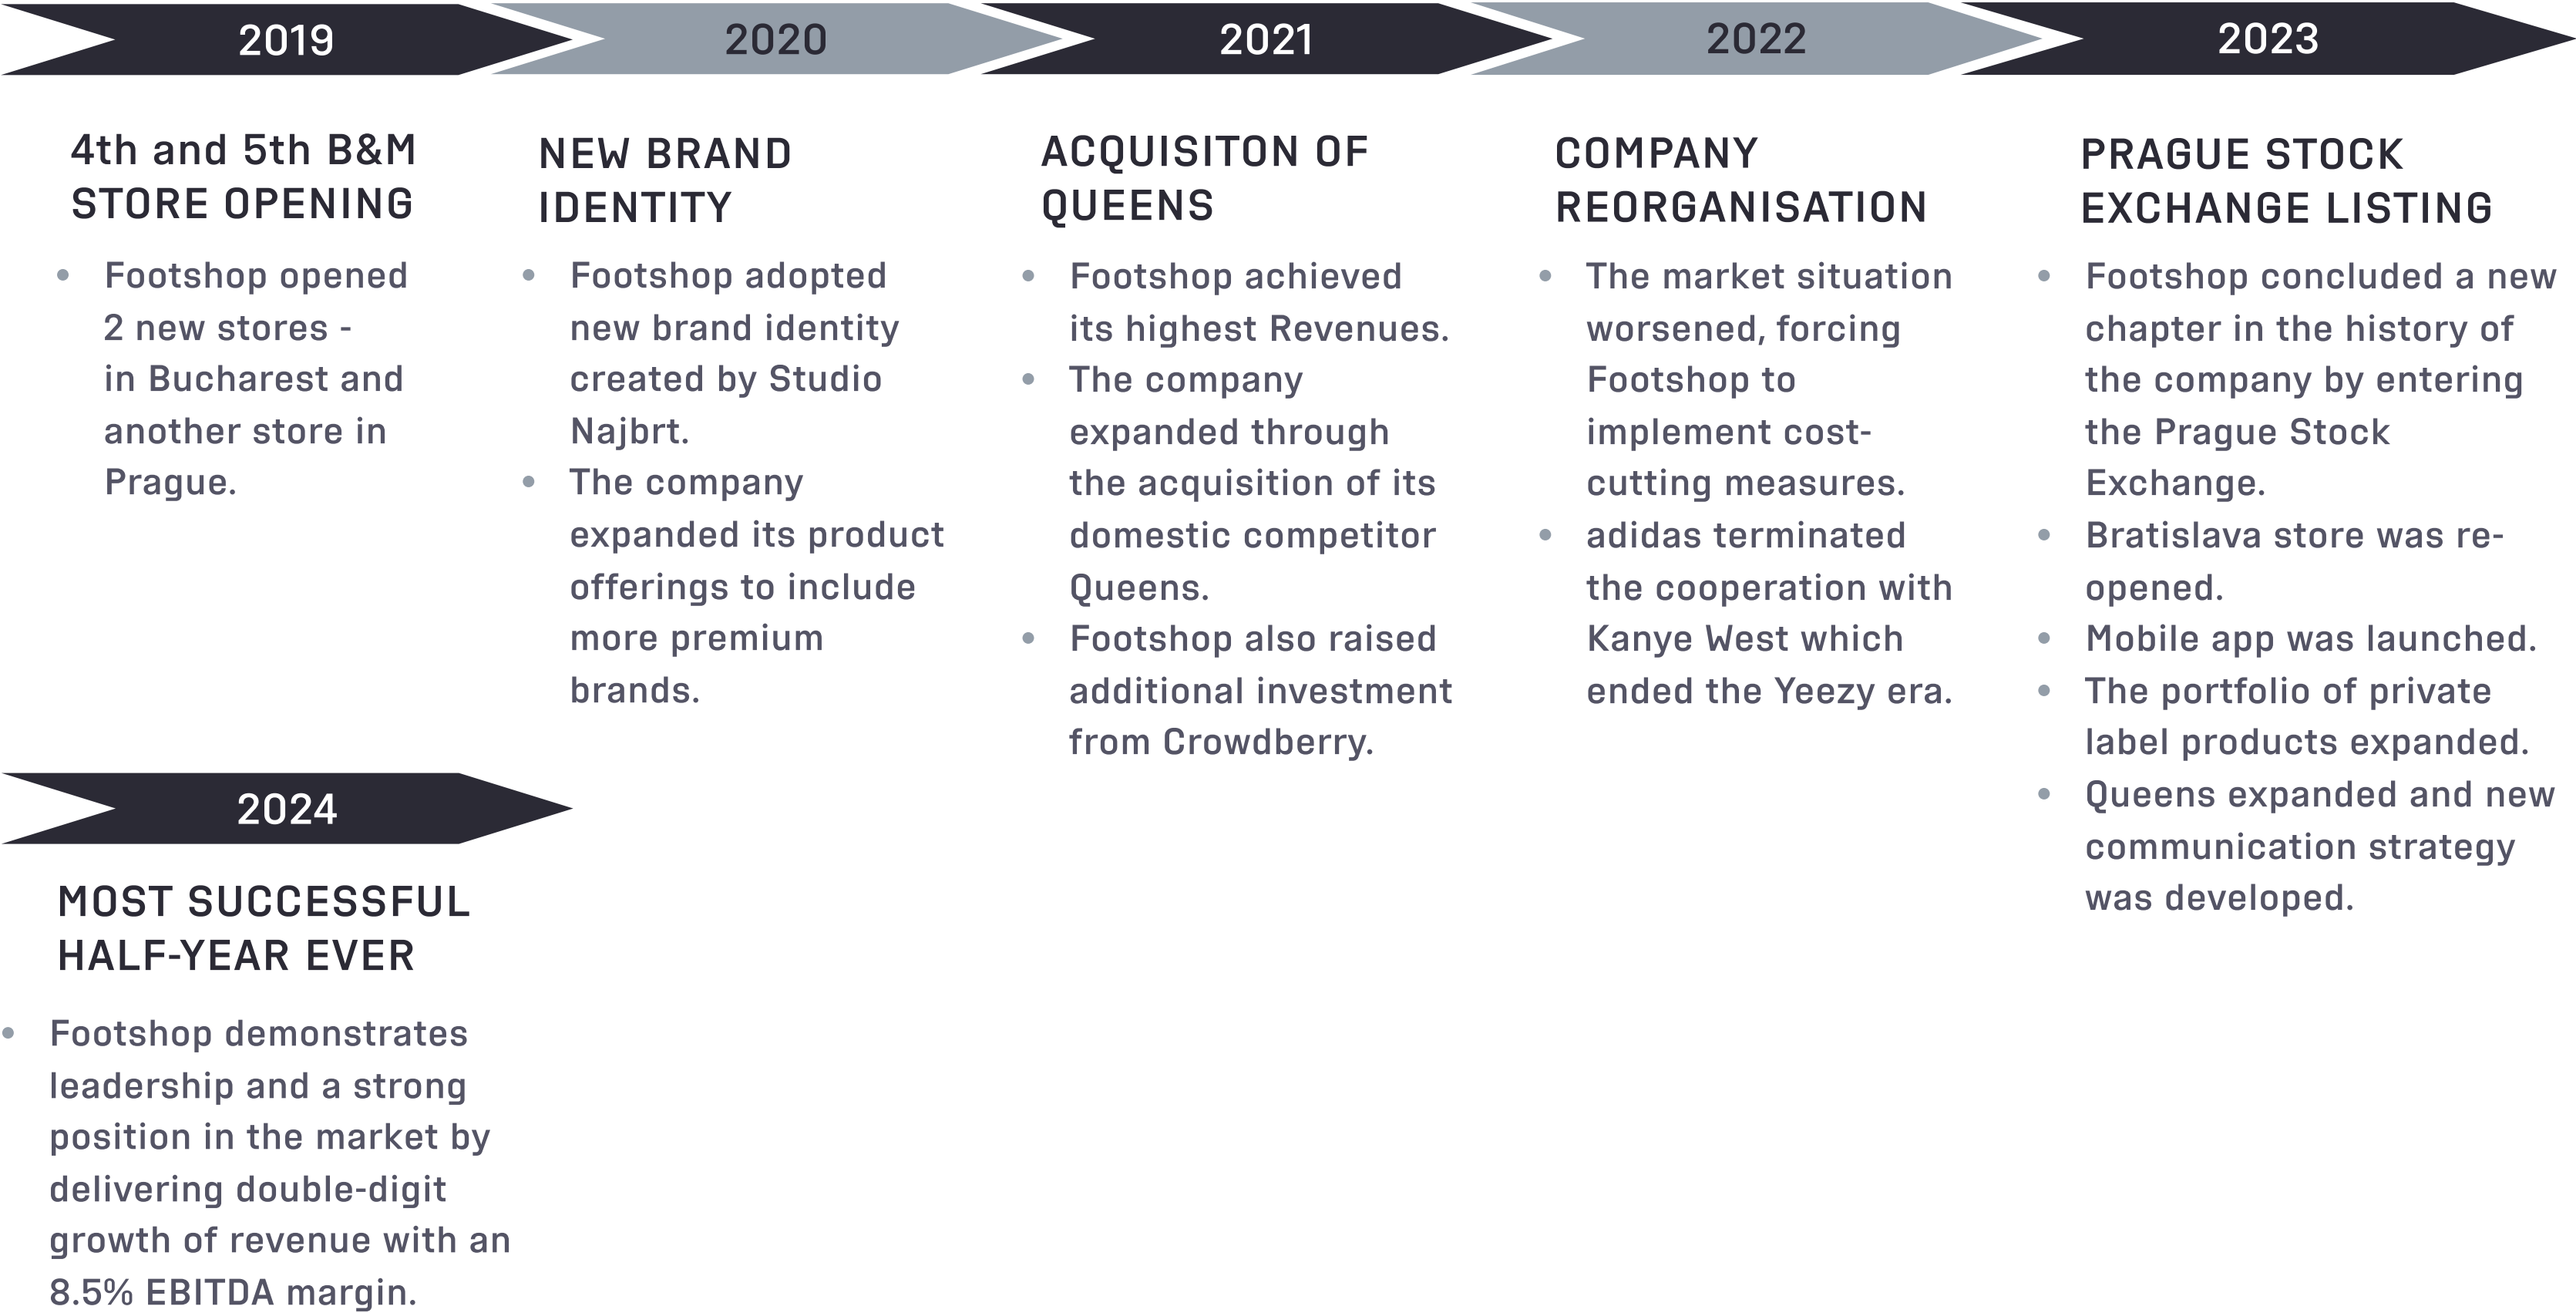 2019
4th and 5th B&M
STORE OPENING
• Footshop opened
2 new stores -
in Bucharest and
another store in
Prague.
2020
NEW BRAND
IDENTITY
• Footshop adopted
new brand identity
created by Studio
Najbrt.
• The company
expanded its product
offerings to include
more premium
brands.
2021
ACQUISITON OF
QUEENS
• Footshop achieved
its highest Revenues.
• The company
expanded through
the acquisition of its
domestic competitor
Queens.
• Footshop also raised
additional investment
from Crowdberry.
2022
COMPANY
REORGANISATION
• The market situation
worsened, forcing
Footshop to
implement cost-
cutting measures.
• adidas terminated
the cooperation with
Kanye West which
ended the Yeezy era.
2023
PRAGUE STOCK
EXCHANGE LISTING
• Footshop concluded a new
chapter in the history of
the company by entering
the Prague Stock
Exchange.
• Bratislava store was re-
opened.
• Mobile app was launched.
• The portfolio of private
label products expanded.
• Queens expanded and new
communication strategy
was developed.
2024
MOST SUCCESSFUL
HALF-YEAR EVER
• Footshop demonstrates
leadership and a strong
position in the market by
delivering double-digit
growth of revenue with an
8.5% EBITDA margin.